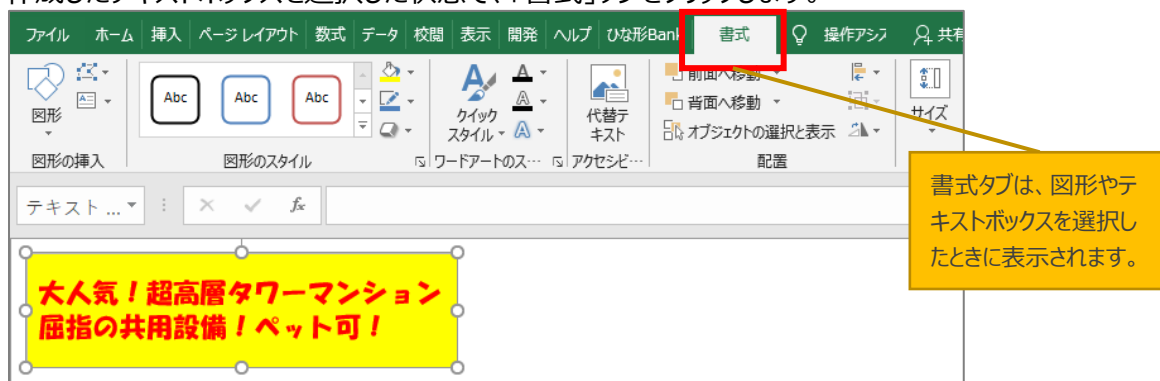 作成したテキストボックスを選択した状態で、「書式」タブをクリックします。
ファイル ホーム 挿入 ページ レイアウト 数式 データ 校閲 表示 開発 ヘルプ ひな形Bank 書式 操作アシス 共有
図形
Abc Abc Abc
クイック
スタイル
A A A A
代替テ
キスト
前面へ移動
背面へ移動
オブジェクトの選択と表示
サイズ
図形の挿入 図形のスタイル ワードアートのス… アクセシビ… 配置
書式タブは、図形やテ
キストボックスを選択し
たときに表示されます。
テキスト ... fx
大人気！超高層タワーマンション
屈指の共用設備！ペット可！